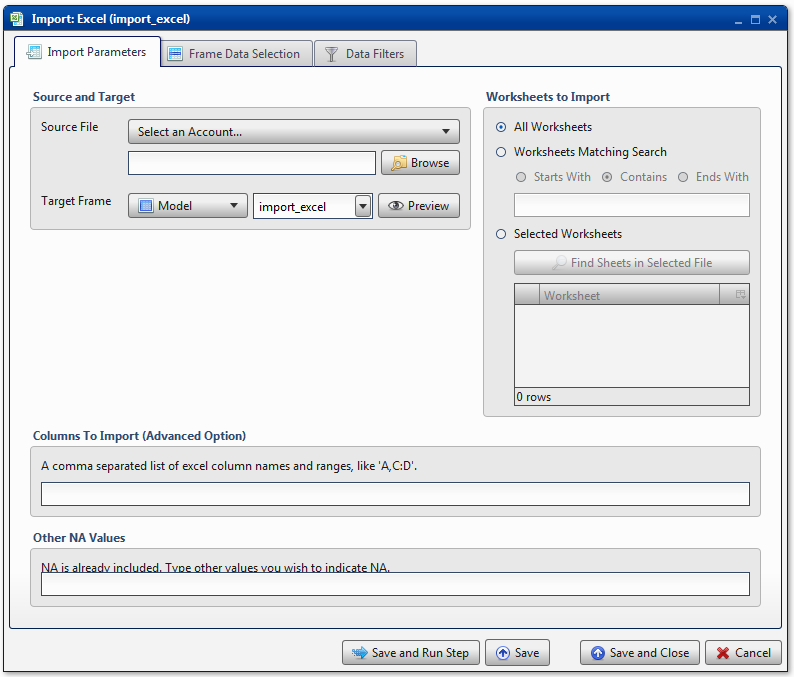 Import: Excel (import_excel)
Import Parameters
Frame Data Selection
Data Filters
Source and Target
Source File
Select an Account...
Browse
Target Frame
Model
import_excel
Preview
Worksheets to Import
All Worksheets
Worksheets Matching Search
Starts With
Contains
Ends With
Selected Worksheets
Find Sheets in Selected File
Worksheet
0 rows
Columns To Import (Advanced Option)
A comma separated list of excel column names and ranges, like 'A,C:D'.
Other NA Values
NA is already included. Type other values you wish to indicate NA.
Save and Run Step
Save
Save and Close
Cancel